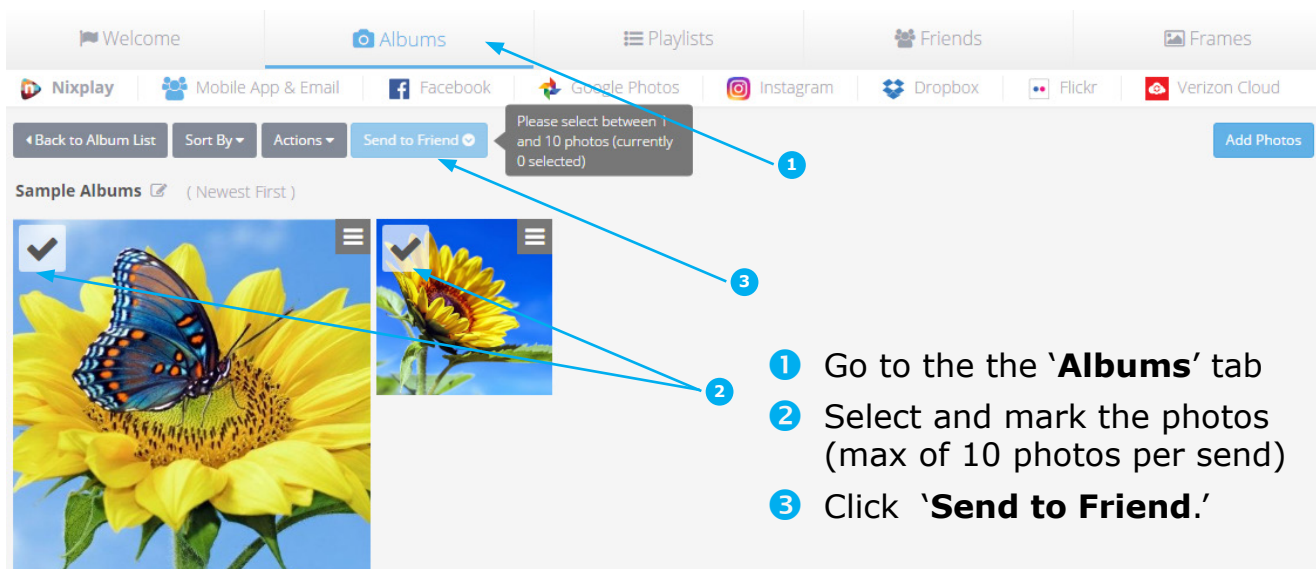 Welcome
Albums
Playlists
Friends
Frames
Nixplay
Mobile App & Email
Facebook
Google Photos
Instagram
Dropbox
Flickr
Verizon Cloud
Back to Album List
Sort By
Actions
Send to Friend
Please select between 1
and 10 photos (currently
0 selected)
Add Photos
1
Sample Albums
( Newest First )
3
2
1 Go to the the ‘Albums’ tab
2 Select and mark the photos
(max of 10 photos per send)
3 Click ‘Send to Friend.’